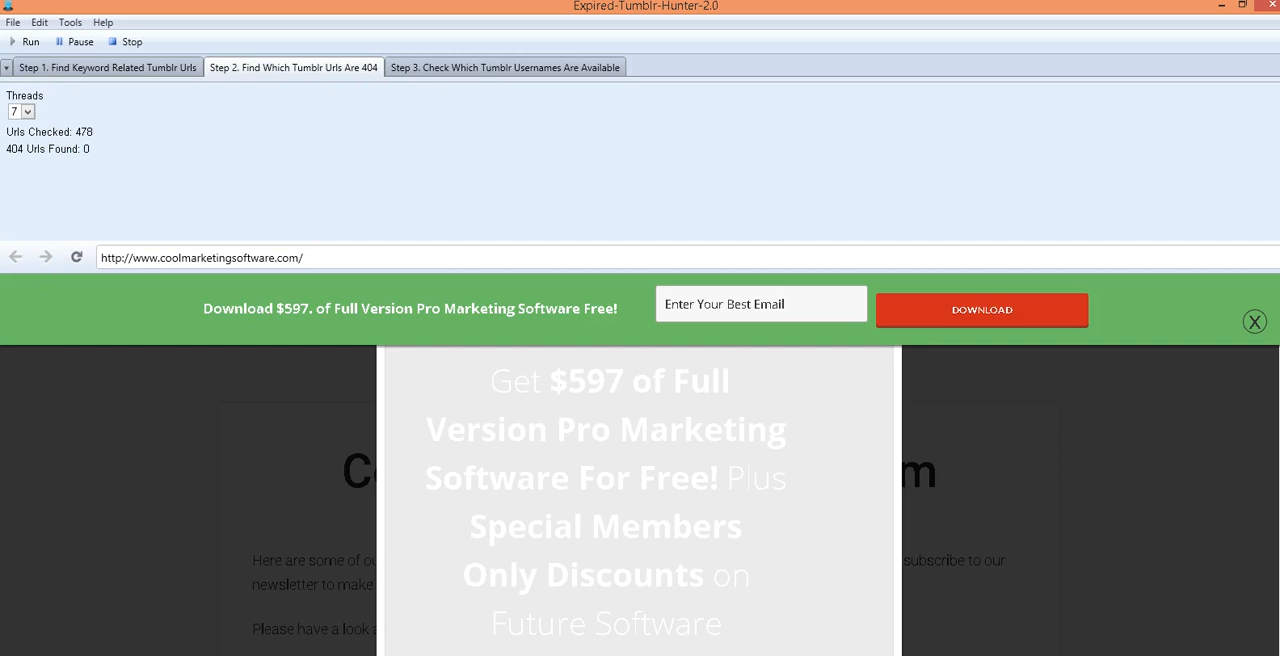 Expired-Tumblr-Hunter-2.0
File Edit Tools Help
Run Pause Stop
Step 1. Find Keyword Related Tumblr Urls Step 2. Find Which Tumblr Urls Are 404 Step 3. Check Which Tumblr Usernames Are Available
Threads
7
Urls Checked: 478
404 Urls Found: 0
http://www.coolmarketingsoftware.com/
Download $597. of Full Version Pro Marketing Software Free! Enter Your Best Email DOWNLOAD
X
Get $597 of Full
Version Pro Marketing
Software For Free! Plus
Special Members
Only Discounts on
Future Software
Here are some of
subscribe to our
newsletter to make
Please have a look